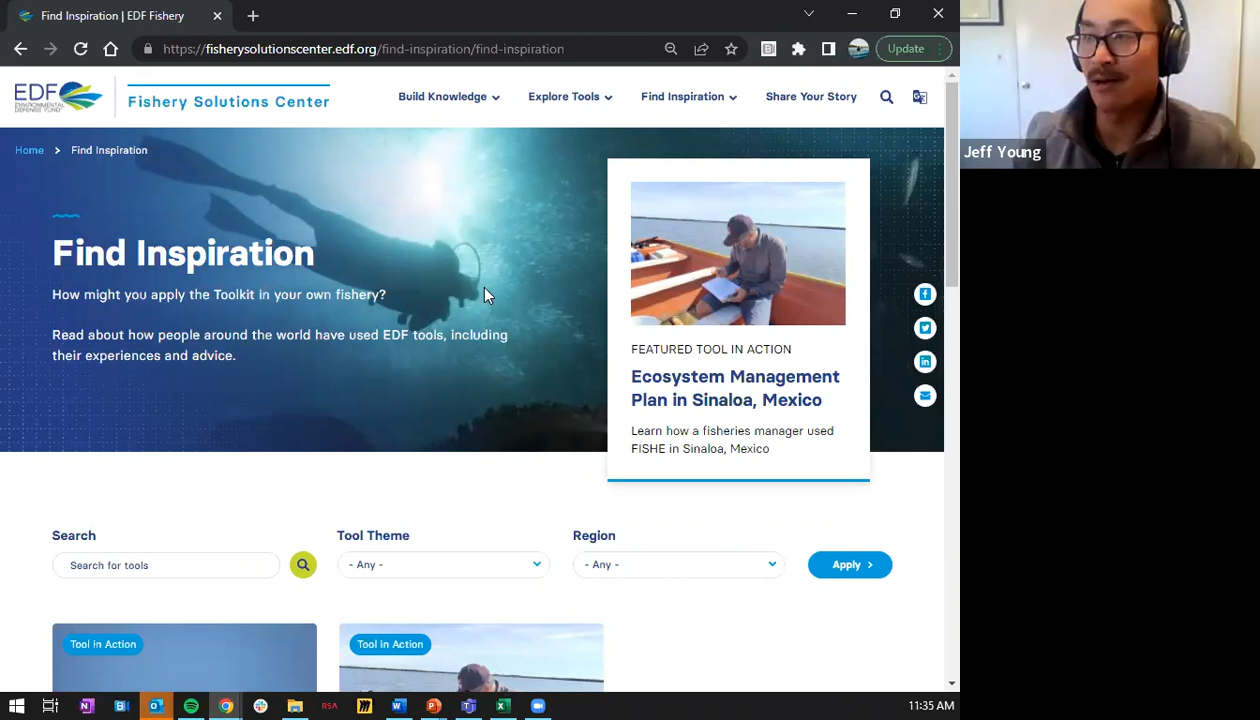 Find Inspiration | EDF Fishery
https://fisherysolutionscenter.edf.org/find-inspiration/find-inspiration
Update
EDF
ENVIRONMENTAL DEFENSE FUND
Fishery Solutions Center
Build Knowledge
Explore Tools
Find Inspiration
Share Your Story
Home > Find Inspiration
Find Inspiration
How might you apply the Toolkit in your own fishery?
Read about how people around the world have used EDF tools, including
their experiences and advice.
FEATURED TOOL IN ACTION
Ecosystem Management
Plan in Sinaloa, Mexico
Learn how a fisheries manager used
FISHE in Sinaloa, Mexico
Search
Search for tools
Tool Theme
- Any -
Region
- Any -
Apply
Tool in Action
Tool in Action
RSA
11:35 AM
Jeff Young